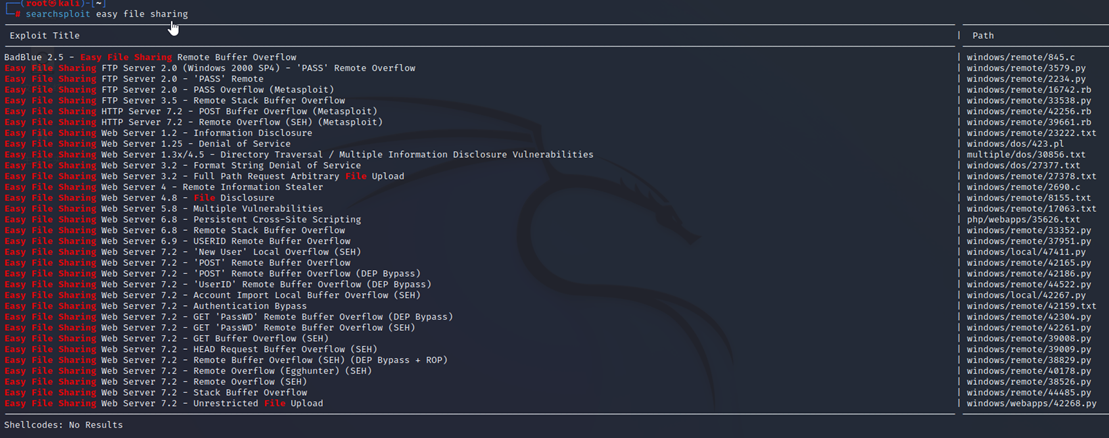 (root㉿kali)-[~]
# searchsploit easy file sharing
Exploit Title | Path
BadBlue 2.5 - Easy File Sharing Remote Buffer Overflow | windows/remote/845.c
Easy File Sharing FTP Server 2.0 (Windows 2000 SP4) - 'PASS' Remote Overflow | windows/remote/3579.py
Easy File Sharing FTP Server 2.0 - 'PASS' Remote | windows/remote/2234.py
Easy File Sharing FTP Server 2.0 - PASS Overflow (Metasploit) | windows/remote/16742.rb
Easy File Sharing FTP Server 3.5 - Remote Stack Buffer Overflow | windows/remote/33538.py
Easy File Sharing HTTP Server 7.2 - POST Buffer Overflow (Metasploit) | windows/remote/42256.rb
Easy File Sharing HTTP Server 7.2 - Remote Overflow (SEH) (Metasploit) | windows/remote/39661.rb
Easy File Sharing Web Server 1.2 - Information Disclosure | windows/remote/23222.txt
Easy File Sharing Web Server 1.25 - Denial of Service | windows/dos/423.pl
Easy File Sharing Web Server 1.3x/4.5 - Directory Traversal / Multiple Information Disclosure Vulnerabilities | multiple/dos/30856.txt
Easy File Sharing Web Server 3.2 - Format String Denial of Service | windows/dos/27377.txt
Easy File Sharing Web Server 3.2 - Full Path Request Arbitrary File Upload | windows/remote/27378.txt
Easy File Sharing Web Server 4 - Remote Information Stealer | windows/remote/2690.c
Easy File Sharing Web Server 4.8 - File Disclosure | windows/remote/8155.txt
Easy File Sharing Web Server 5.8 - Multiple Vulnerabilities | windows/remote/17063.txt
Easy File Sharing Web Server 6.8 - Persistent Cross-Site Scripting | php/webapps/35626.txt
Easy File Sharing Web Server 6.8 - Remote Stack Buffer Overflow | windows/remote/33352.py
Easy File Sharing Web Server 6.9 - USERID Remote Buffer Overflow | windows/remote/37951.py
Easy File Sharing Web Server 7.2 - 'New User' Local Overflow (SEH) | windows/local/47411.py
Easy File Sharing Web Server 7.2 - 'POST' Remote Buffer Overflow | windows/remote/42165.py
Easy File Sharing Web Server 7.2 - 'POST' Remote Buffer Overflow (DEP Bypass) | windows/remote/42186.py
Easy File Sharing Web Server 7.2 - 'UserID' Remote Buffer Overflow (DEP Bypass) | windows/remote/44522.py
Easy File Sharing Web Server 7.2 - Account Import Local Buffer Overflow (SEH) | windows/local/42267.py
Easy File Sharing Web Server 7.2 - Authentication Bypass | windows/remote/42159.txt
Easy File Sharing Web Server 7.2 - GET 'PassWD' Remote Buffer Overflow (DEP Bypass) | windows/remote/42304.py
Easy File Sharing Web Server 7.2 - GET 'PassWD' Remote Buffer Overflow (SEH) | windows/remote/42261.py
Easy File Sharing Web Server 7.2 - GET Buffer Overflow (SEH) | windows/remote/39008.py
Easy File Sharing Web Server 7.2 - HEAD Request Buffer Overflow (SEH) | windows/remote/39009.py
Easy File Sharing Web Server 7.2 - Remote Buffer Overflow (SEH) (DEP Bypass + ROP) | windows/remote/38829.py
Easy File Sharing Web Server 7.2 - Remote Overflow (Egghunter) (SEH) | windows/remote/40178.py
Easy File Sharing Web Server 7.2 - Remote Overflow (SEH) | windows/remote/38526.py
Easy File Sharing Web Server 7.2 - Stack Buffer Overflow | windows/remote/44485.py
Easy File Sharing Web Server 7.2 - Unrestricted File Upload | windows/webapps/42268.py
Shellcodes: No Results